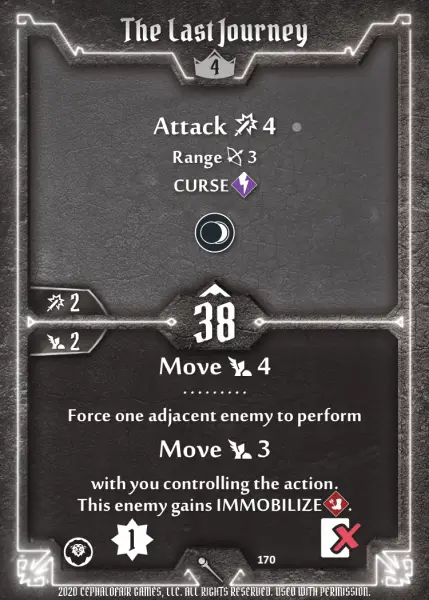 The Last Journey
4
Attack 4
Range 3
CURSE
2
38
2
Move 4
.........
Force one adjacent enemy to perform
Move 3
with you controlling the action.
This enemy gains IMMOBILIZE.
1
170
2020 CEPHALOFAIR GAMES, LLC. ALL RIGHTS RESERVED. USED WITH PERMISSION.